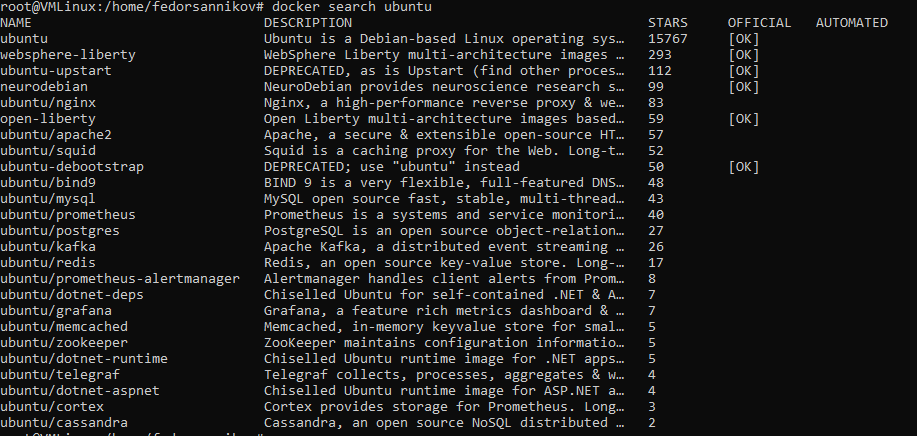 root@VMLinux:/home/fedorsannikov# docker search ubuntu
NAME DESCRIPTION STARS OFFICIAL AUTOMATED
ubuntu Ubuntu is a Debian-based Linux operating sys… 15767 [OK]
websphere-liberty WebSphere Liberty multi-architecture images … 293 [OK]
ubuntu-upstart DEPRECATED, as is Upstart (find other proces… 112 [OK]
neurodebian NeuroDebian provides neuroscience research s… 99 [OK]
ubuntu/nginx Nginx, a high-performance reverse proxy & we… 83
open-liberty Open Liberty multi-architecture images based… 59 [OK]
ubuntu/apache2 Apache, a secure & extensible open-source HT… 57
ubuntu/squid Squid is a caching proxy for the Web. Long-t… 52
ubuntu-debootstrap DEPRECATED; use "ubuntu" instead 50 [OK]
ubuntu/bind9 BIND 9 is a very flexible, full-featured DNS… 48
ubuntu/mysql MySQL open source fast, stable, multi-thread… 43
ubuntu/prometheus Prometheus is a systems and service monitori… 40
ubuntu/postgres PostgreSQL is an open source object-relation… 27
ubuntu/kafka Apache Kafka, a distributed event streaming … 26
ubuntu/redis Redis, an open source key-value store. Long-… 17
ubuntu/prometheus-alertmanager Alertmanager handles client alerts from Prom… 8
ubuntu/dotnet-deps Chiselled Ubuntu for self-contained .NET & A… 7
ubuntu/grafana Grafana, a feature rich metrics dashboard & … 7
ubuntu/memcached Memcached, in-memory keyvalue store for smal… 5
ubuntu/zookeeper ZooKeeper maintains configuration informatio… 5
ubuntu/dotnet-runtime Chiselled Ubuntu runtime image for .NET apps… 5
ubuntu/telegraf Telegraf collects, processes, aggregates & w… 4
ubuntu/dotnet-aspnet Chiselled Ubuntu runtime image for ASP.NET a… 4
ubuntu/cortex Cortex provides storage for Prometheus. Long… 3
ubuntu/cassandra Cassandra, an open source NoSQL distributed … 2